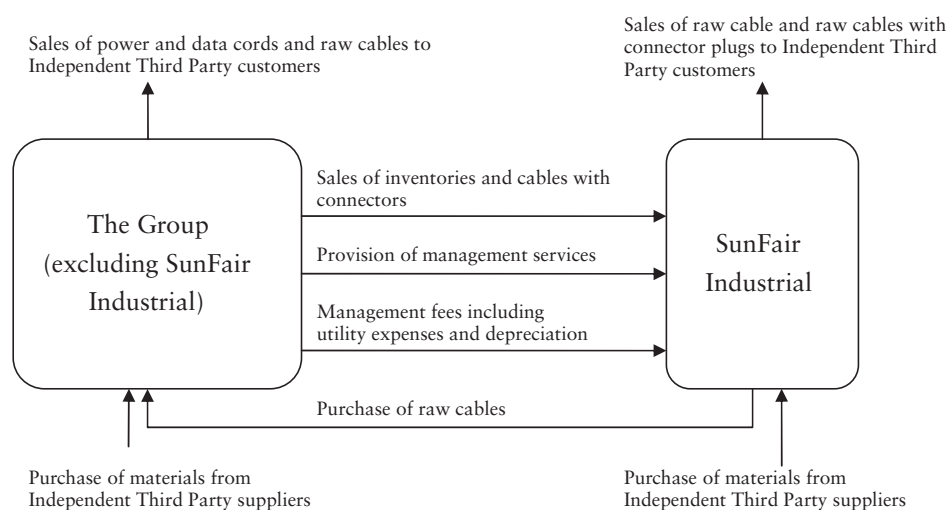 Sales of power and data cords and raw cables to
Independent Third Party customers
Sales of raw cable and raw cables with
connector plugs to Independent Third
Party customers
The Group
(excluding SunFair
Industrial)
Sales of inventories and cables with
connectors
Provision of management services
Management fees including
utility expenses and depreciation
Purchase of raw cables
SunFair
Industrial
Purchase of materials from
Independent Third Party suppliers
Purchase of materials from
Independent Third Party suppliers